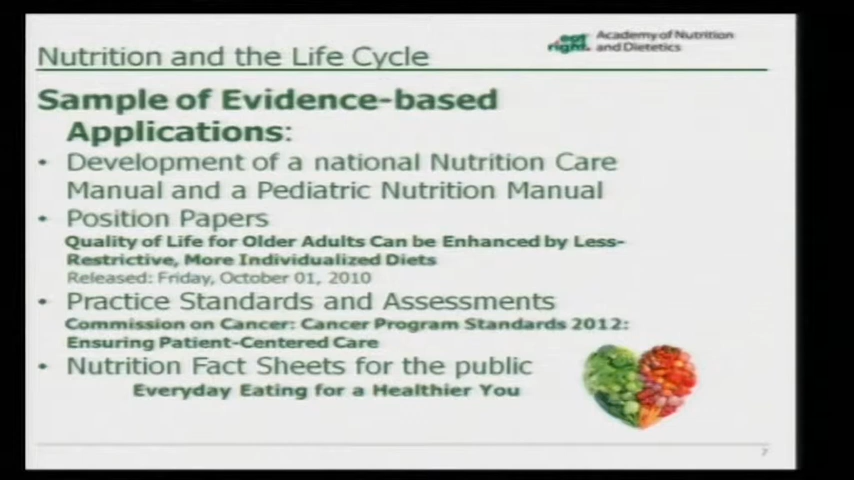 Nutrition and the Life Cycle
eat right. Academy of Nutrition and Dietetics
Sample of Evidence-based
Applications:
• Development of a national Nutrition Care
Manual and a Pediatric Nutrition Manual
• Position Papers
Quality of Life for Older Adults Can be Enhanced by Less-
Restrictive, More Individualized Diets
Released: Friday, October 01, 2010
• Practice Standards and Assessments
Commission on Cancer: Cancer Program Standards 2012:
Ensuring Patient-Centered Care
• Nutrition Fact Sheets for the public
Everyday Eating for a Healthier You
7